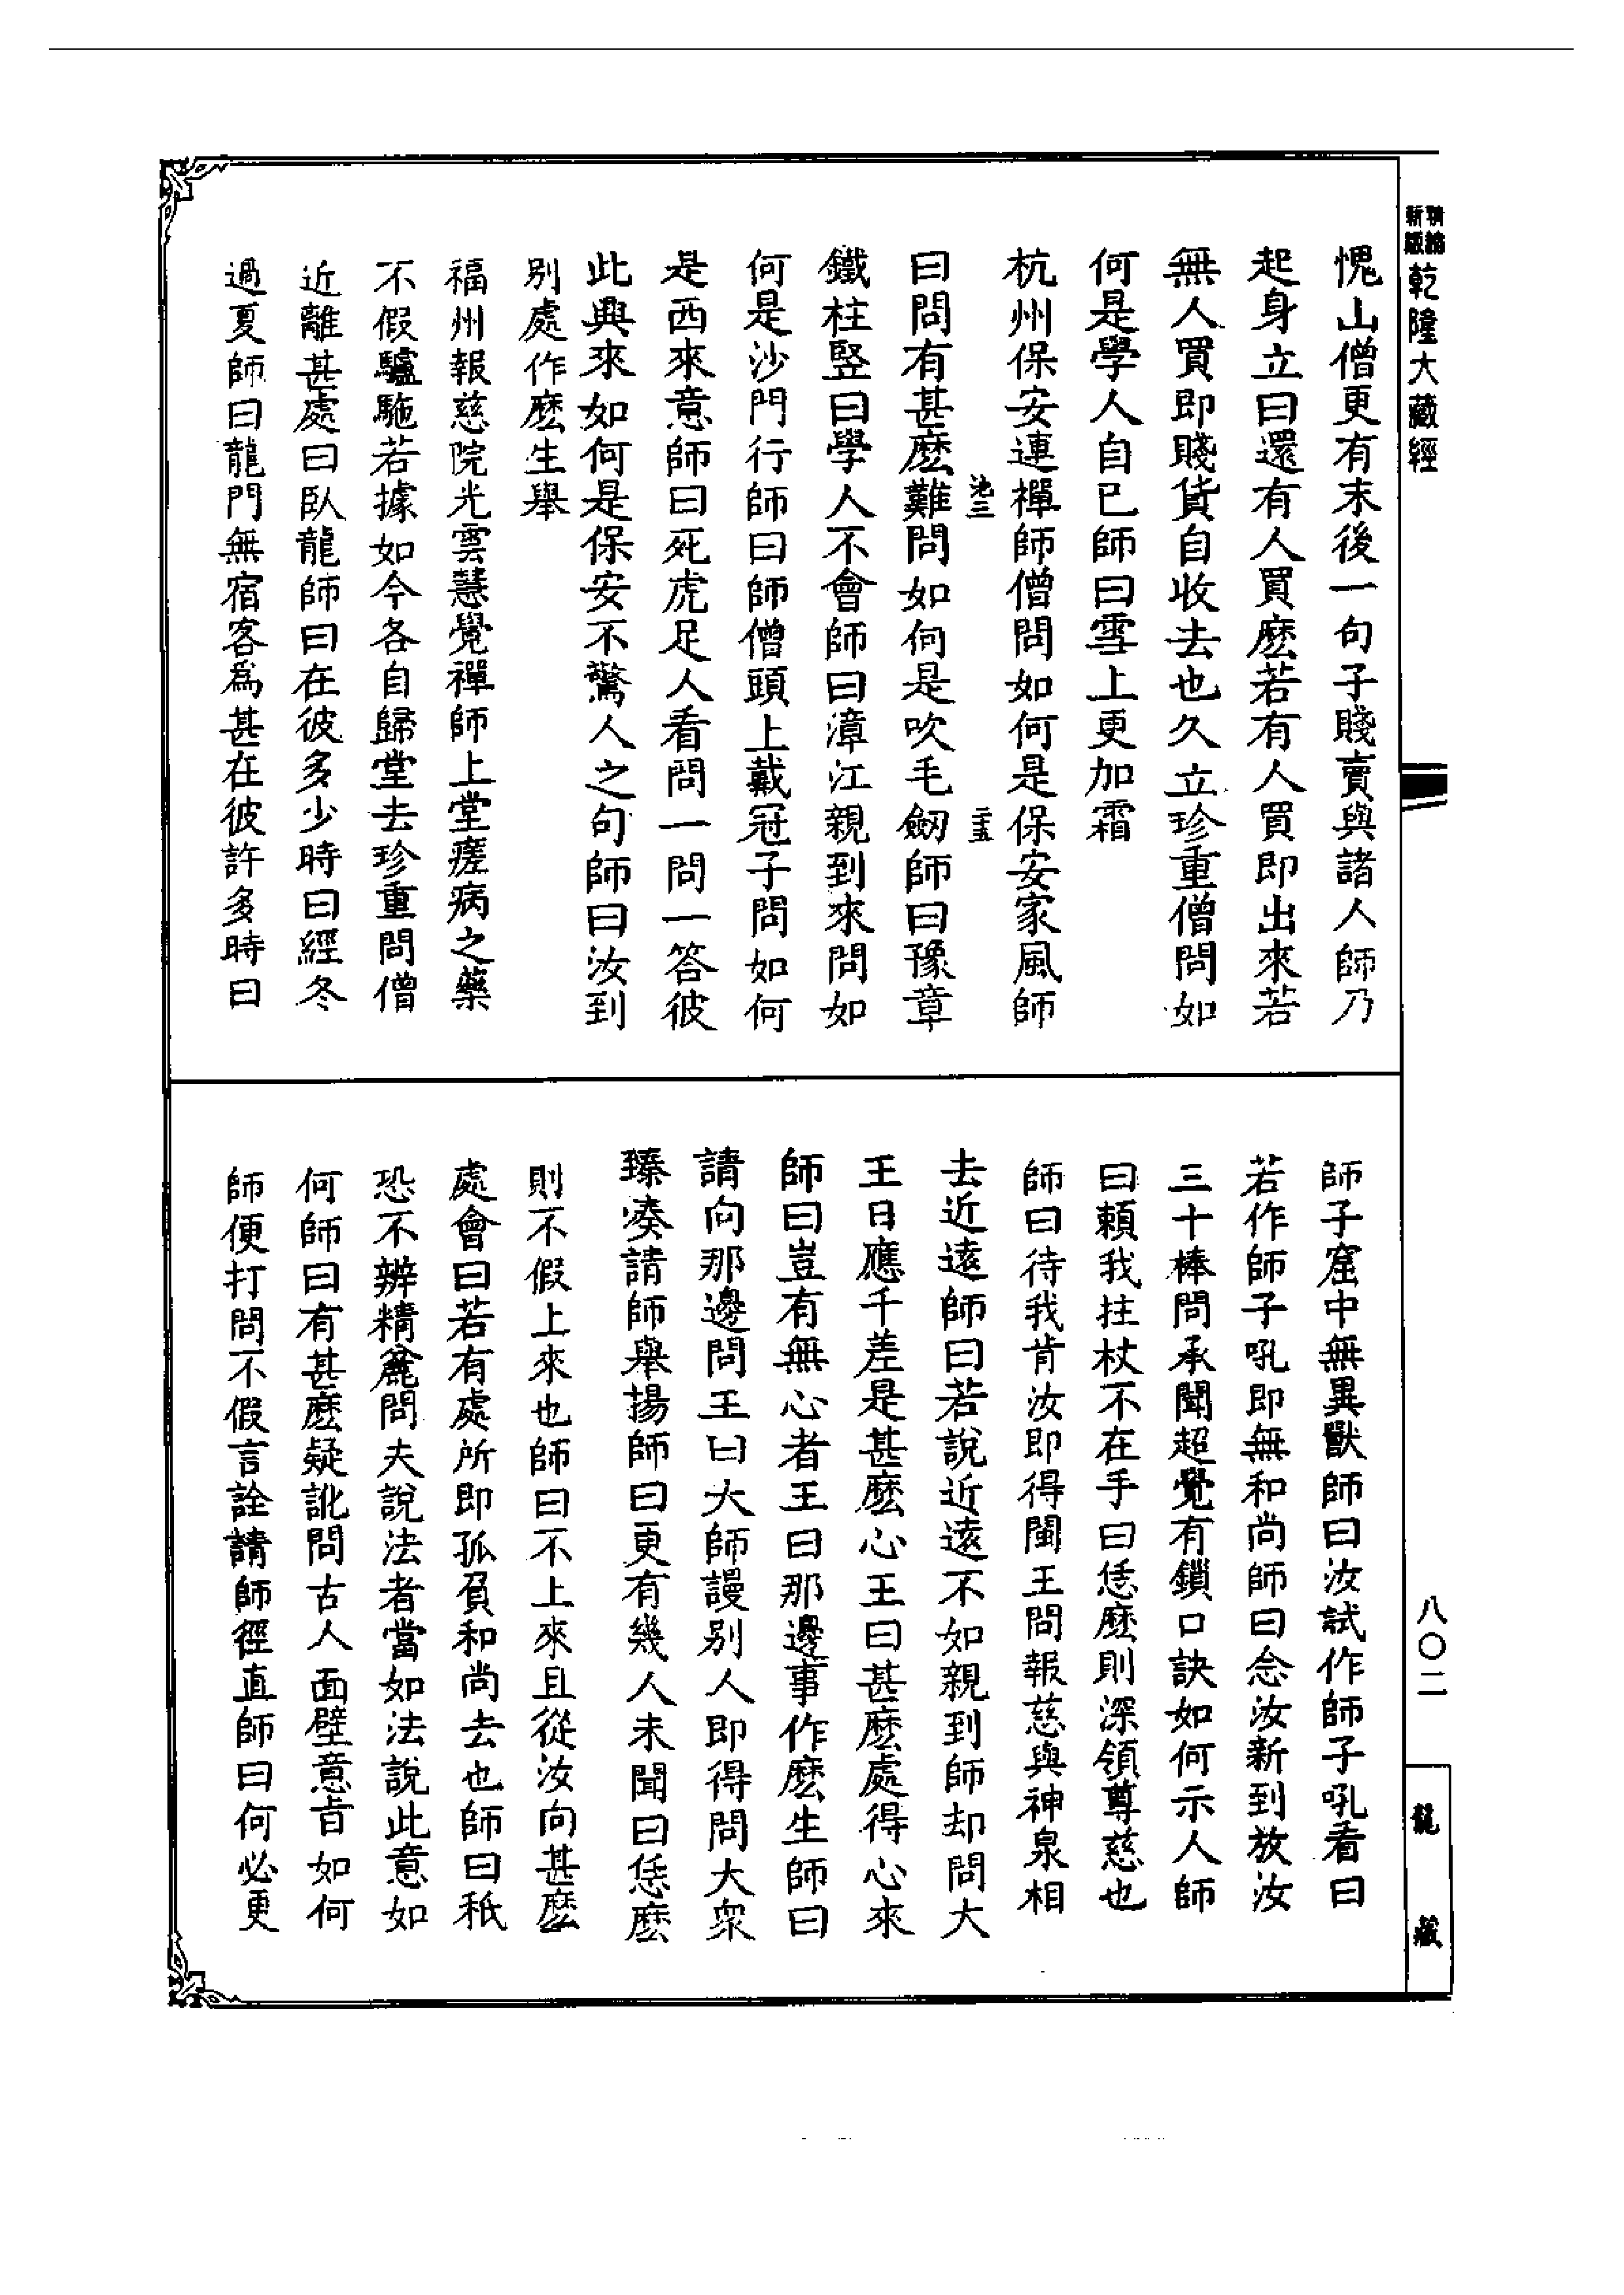 精繕
新版
乾隆大藏經
愧山僧更有末後一句子賤賣與諸人師乃
起身立曰還有人買麽若有人買即出來若
無人買即賤貨自收去也久立珍重僧問如
何是學人自已師曰雪上更加霜
杭州保安連禪師僧問如何是保安家風師
池三
二五
曰問有甚麽難問如何是吹毛劒師曰豫章
鐵柱竪曰學人不會師曰漳江親到來問如
何是沙門行師曰師僧頭上戴冠子問如何
是西來意師曰死虎足人看問一問一答彼
此興來如何是保安不驚人之句師曰汝到
別處作麽生舉
福州報慈院光雲慧覺禪師上堂瘥病之藥
不假驢馳若據如今各自歸堂去珍重問僧
近離甚處曰臥龍師曰在彼多少時曰經冬
過夏師曰龍門無宿客爲甚在彼許多時曰
師子窟中無異獸師曰汝試作師子吼看曰
若作師子吼即無和尚師曰念汝新到放汝
三十棒問承聞超覺有鎖口訣如何示人師
曰賴我拄杖不在手曰恁麽則深領尊慈也
師曰待我肯汝即得閩王問報慈與神泉相
去近遠師曰若說近遠不如親到師却問大
王日應千差是甚麽心王曰甚麽處得心來
師曰豈有無心者王曰那邊事作麽生師曰
請向那邊問王曰大師謾別人即得問大衆
臻湊請師舉揚師曰更有幾人未聞曰恁麽
則不假上來也師曰不上來且從汝向甚麽
處會曰若有處所即孤負和尚去也師曰秖
恐不辨精麤問夫說法者當如法說此意如
何師曰有甚麽疑訛問古人面壁意旨如何
師便打問不假言詮請師徑直師曰何必更
八〇二
龍藏